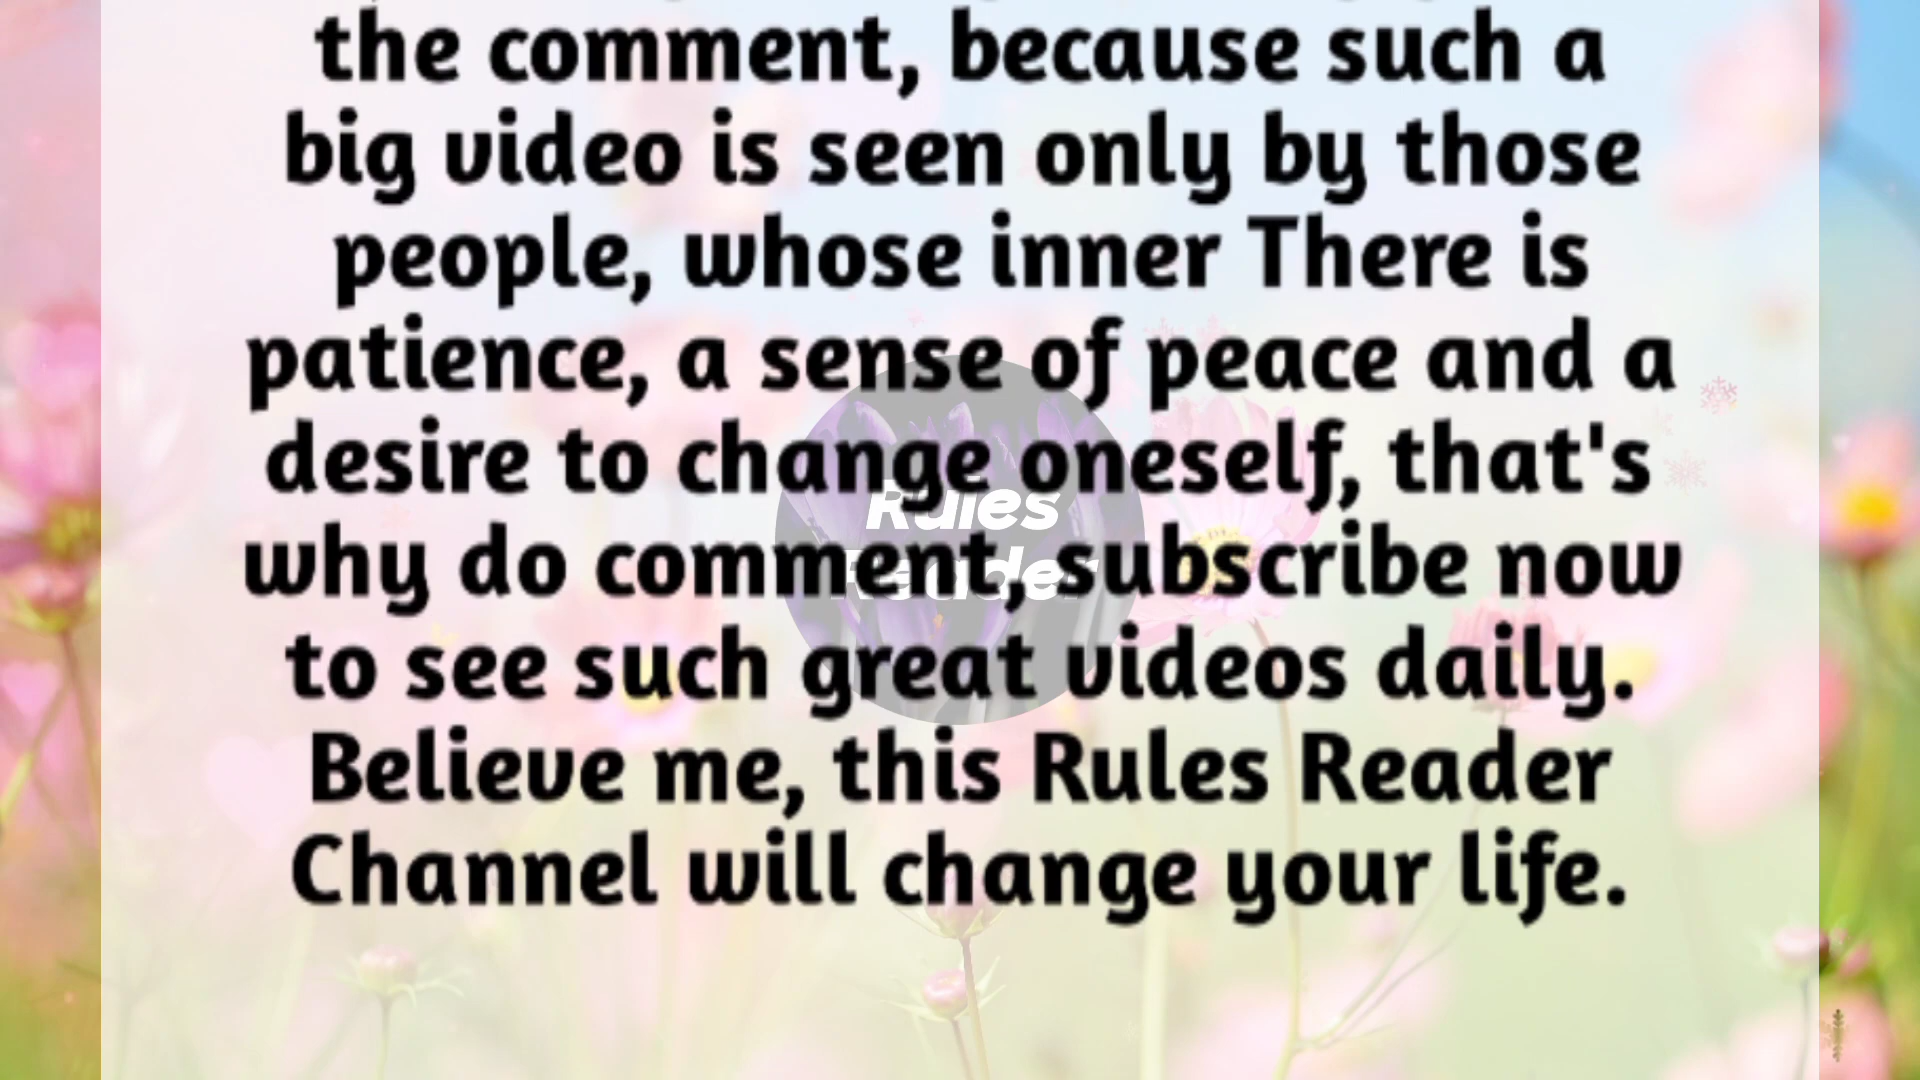 the comment, because such a
big video is seen only by those
people, whose inner There is
patience, a sense of peace and a
desire to change oneself, that's
Rules
why do comment, subscribe now
Reader
to see such great videos daily.
Believe me, this Rules Reader
Channel will change your life.